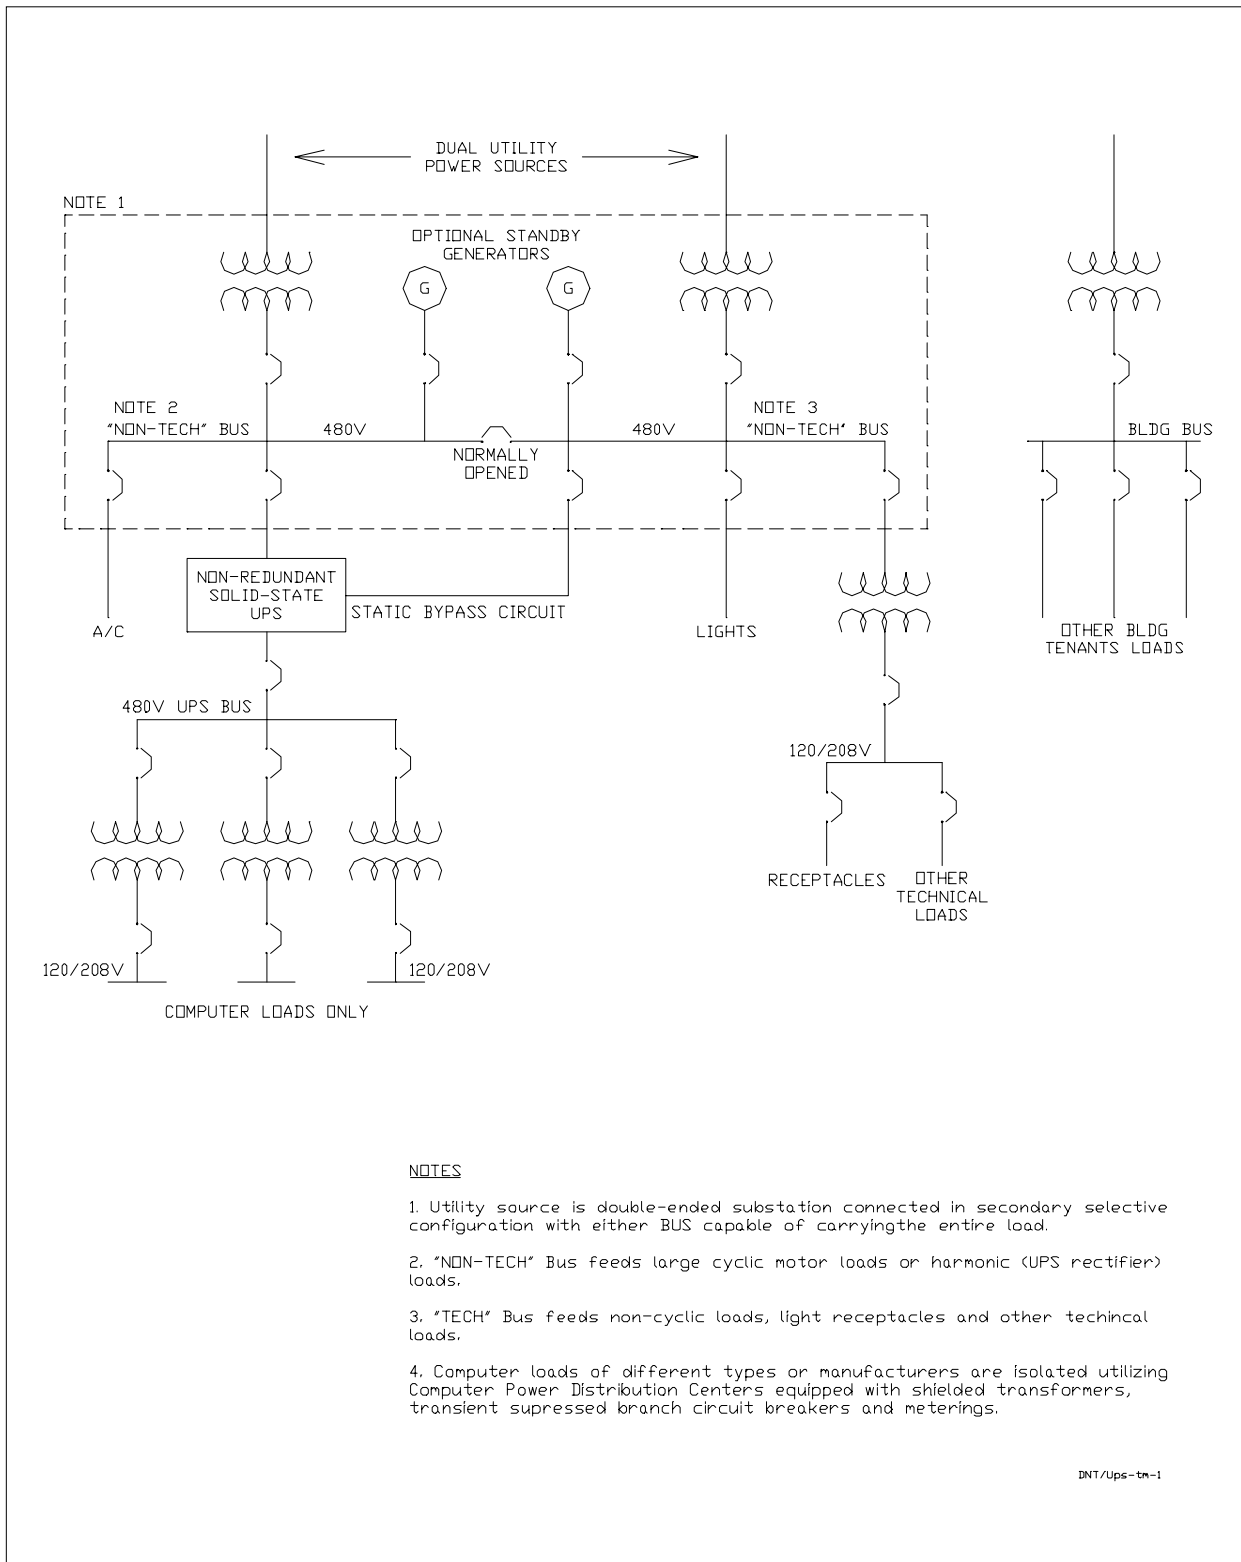 DUAL UTILITY
POWER SOURCES
NOTE 1
OPTIONAL STANDBY
GENERATORS
G
G
NOTE 2
"NON-TECH" BUS
480V
NORMALLY
OPENED
480V
NOTE 3
"NON-TECH" BUS
BLDG BUS
NON-REDUNDANT
SOLID-STATE
UPS
STATIC BYPASS CIRCUIT
A/C
LIGHTS
OTHER BLDG
TENANTS LOADS
480V UPS BUS
120/208V
RECEPTACLES
OTHER
TECHNICAL
LOADS
120/208V
120/208V
COMPUTER LOADS ONLY
NOTES
1. Utility source is double-ended substation connected in secondary selective
configuration with either BUS capable of carryingthe entire load.
2. "NON-TECH" Bus feeds large cyclic motor loads or harmonic (UPS rectifier)
loads.
3. "TECH" Bus feeds non-cyclic loads, light receptacles and other techincal
loads.
4. Computer loads of different types or manufacturers are isolated utilizing
Computer Power Distribution Centers equipped with shielded transformers,
transient supressed branch circuit breakers and meterings.
DNT/Ups-tm-1